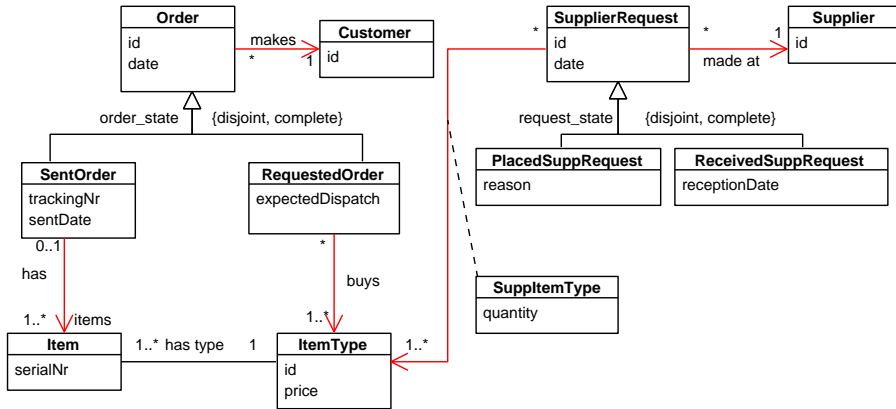 Order
id
date
makes
*
1
Customer
id
SupplierRequest
id
date
*
*
1
made at
Supplier
id
order_state
{disjoint, complete}
request_state
{disjoint, complete}
SentOrder
trackingNr
sentDate
RequestedOrder
expectedDispatch
PlacedSuppRequest
reason
ReceivedSuppRequest
receptionDate
0..1
has
1..*
items
*
buys
1..*
SuppItemType
quantity
Item
serialNr
1..*
has type
1
ItemType
id
price
1..*